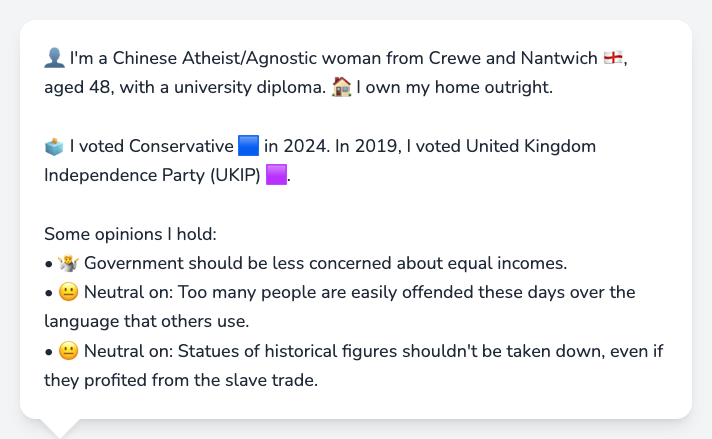 👤 I'm a Chinese Atheist/Agnostic woman from Crewe and Nantwich 🏴󠁧󠁢󠁥󠁮󠁧󠁿,
aged 48, with a university diploma. 🏠 I own my home outright.
🗳️ I voted Conservative 🟦 in 2024. In 2019, I voted United Kingdom
Independence Party (UKIP) 🟪.
Some opinions I hold:
• 🤷 Government should be less concerned about equal incomes.
• 😐 Neutral on: Too many people are easily offended these days over the
language that others use.
• 😐 Neutral on: Statues of historical figures shouldn't be taken down, even if
they profited from the slave trade.